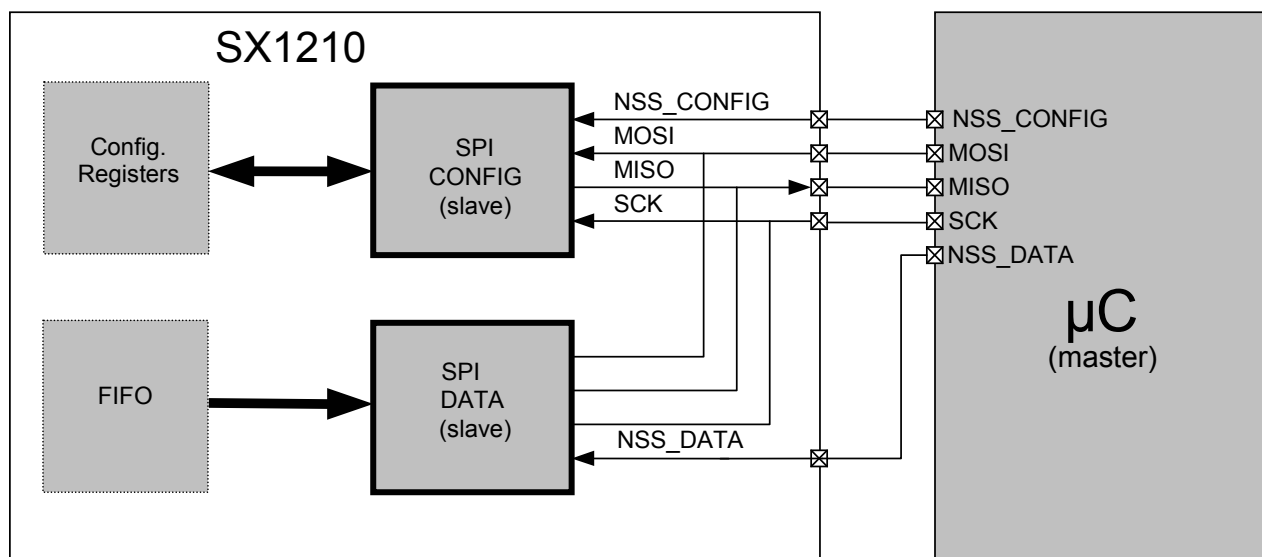 SX1210
Config.
Registers
SPI
CONFIG
(slave)
NSS_CONFIG
MOSI
MISO
SCK
NSS_CONFIG
MOSI
MISO
SCK
NSS_DATA
µC
(master)
FIFO
SPI
DATA
(slave)
NSS_DATA